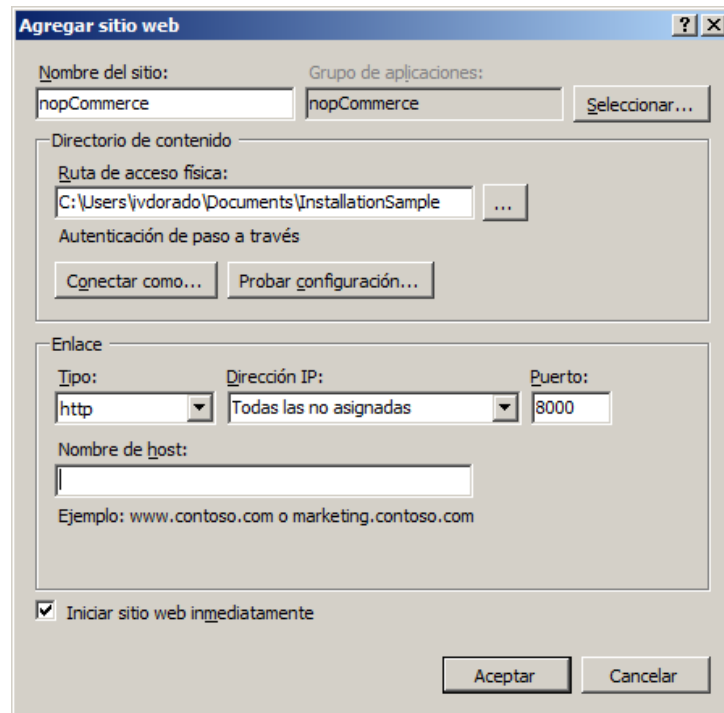 Agregar sitio web
Nombre del sitio: Grupo de aplicaciones:
nopCommerce nopCommerce Seleccionar...
Directorio de contenido
Ruta de acceso física:
C:\Users\ivdorado\Documents\InstallationSample ...
Autenticación de paso a través
Conectar como... Probar configuración...
Enlace
Tipo: Dirección IP: Puerto:
http Todas las no asignadas 8000
Nombre de host:
Ejemplo: www.contoso.com o marketing.contoso.com
Iniciar sitio web inmediatamente
Aceptar Cancelar